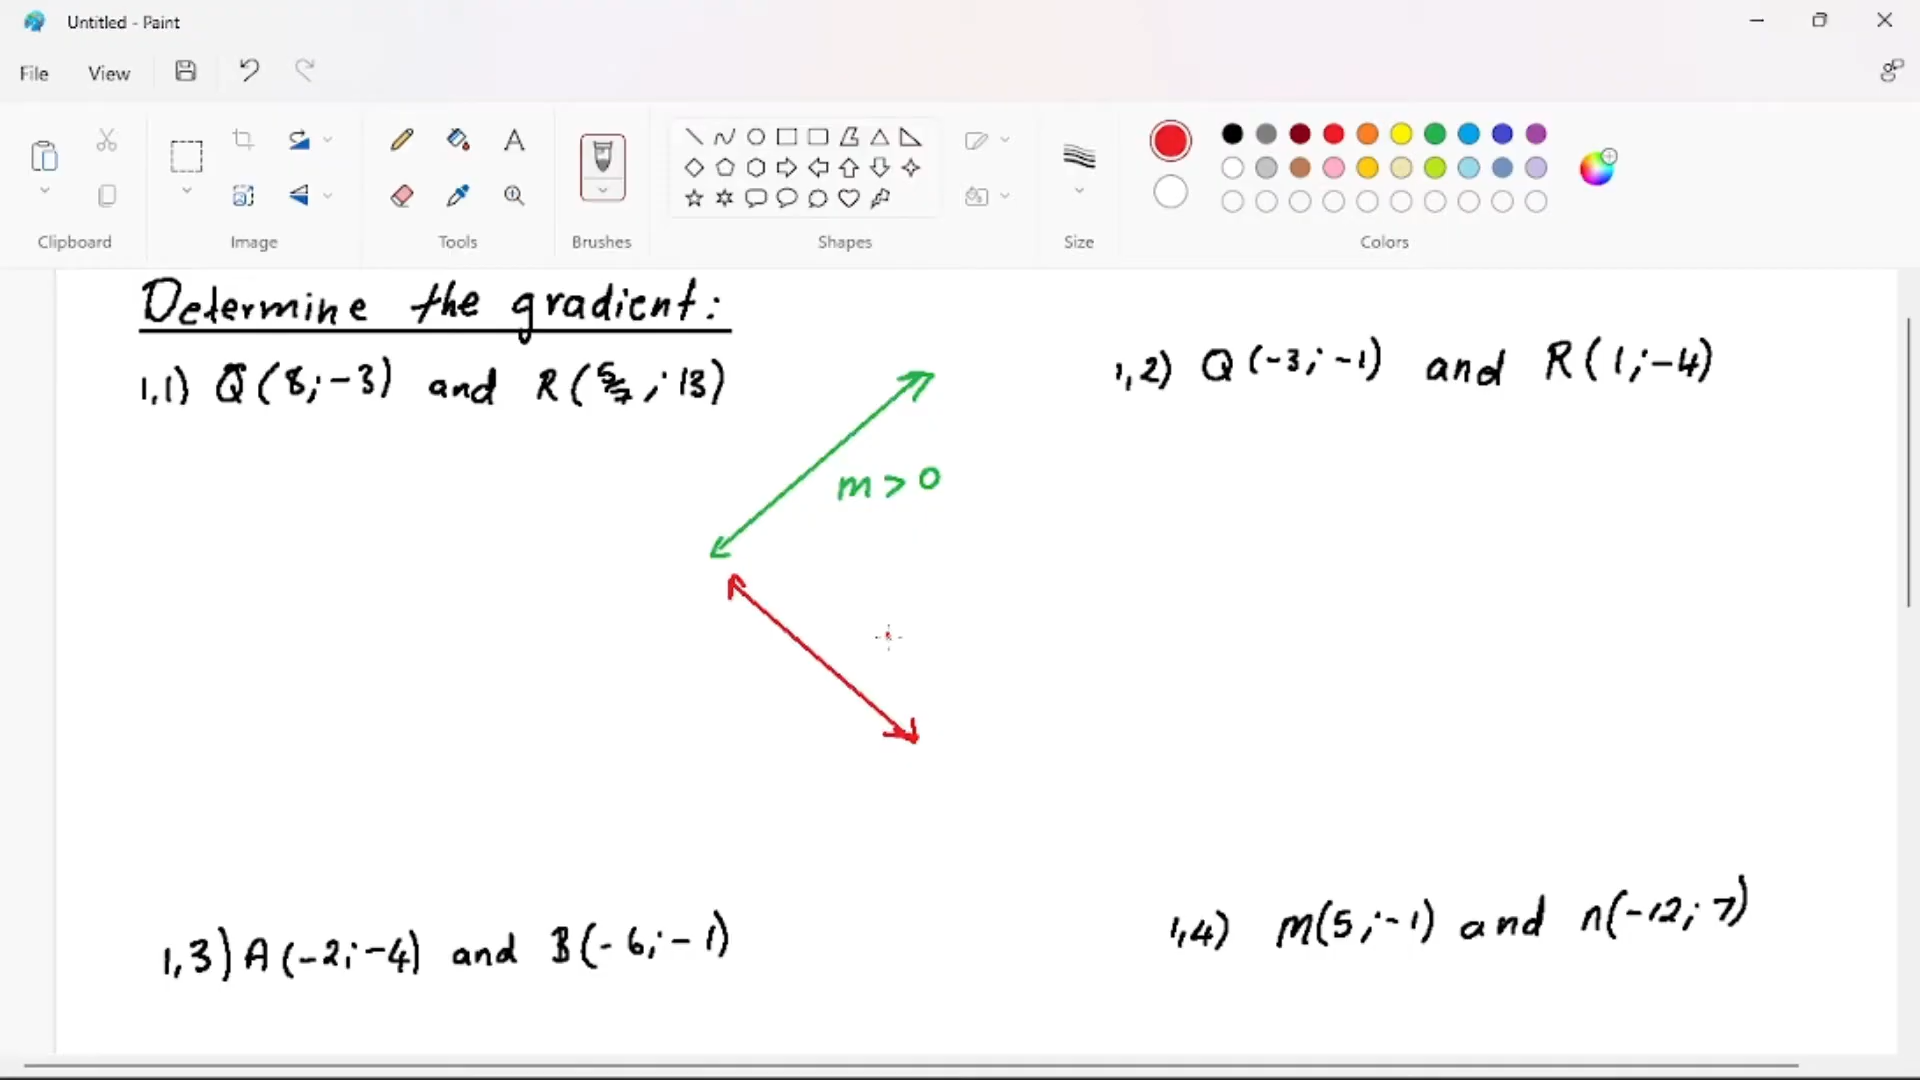 Untitled - Paint
File View
Clipboard Image Tools Brushes Shapes Size Colors
Determine the gradient:
1,1) Q(8;-3) and R( ;13)
1,2) Q(-3;-1) and R(1;-4)
m > 0
1,3) A(-2;-4) and B(-6;-1)
1,4) m(5;-1) and n(-12;7)